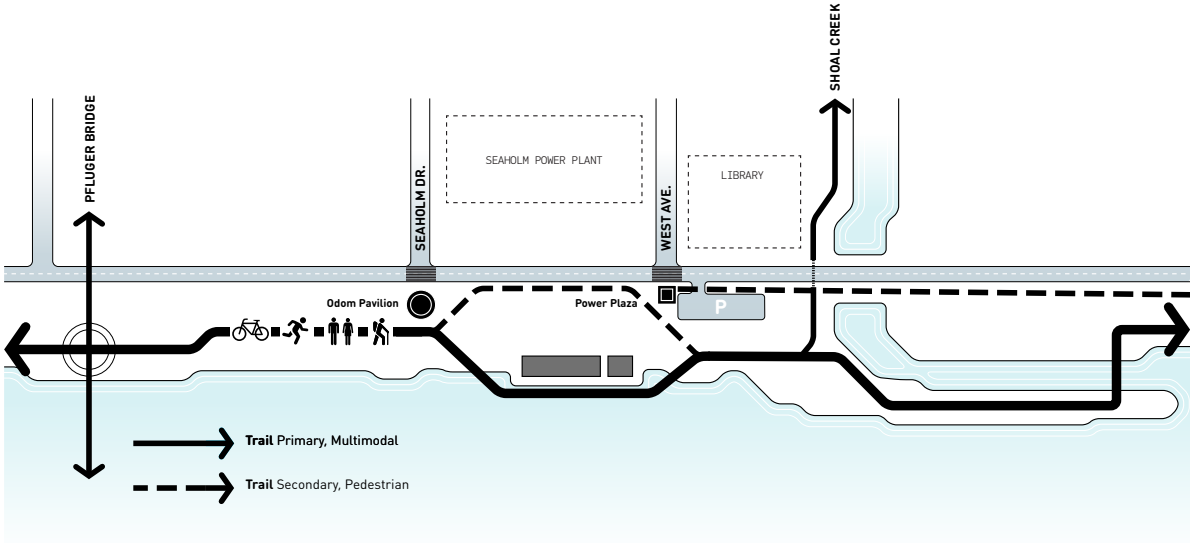 SHOAL CREEK
PFLUGER BRIDGE
SEAHOLM DR.
SEAHOLM POWER PLANT
WEST AVE.
LIBRARY
Odom Pavilion
Power Plaza
P
Trail Primary, Multimodal
Trail Secondary, Pedestrian